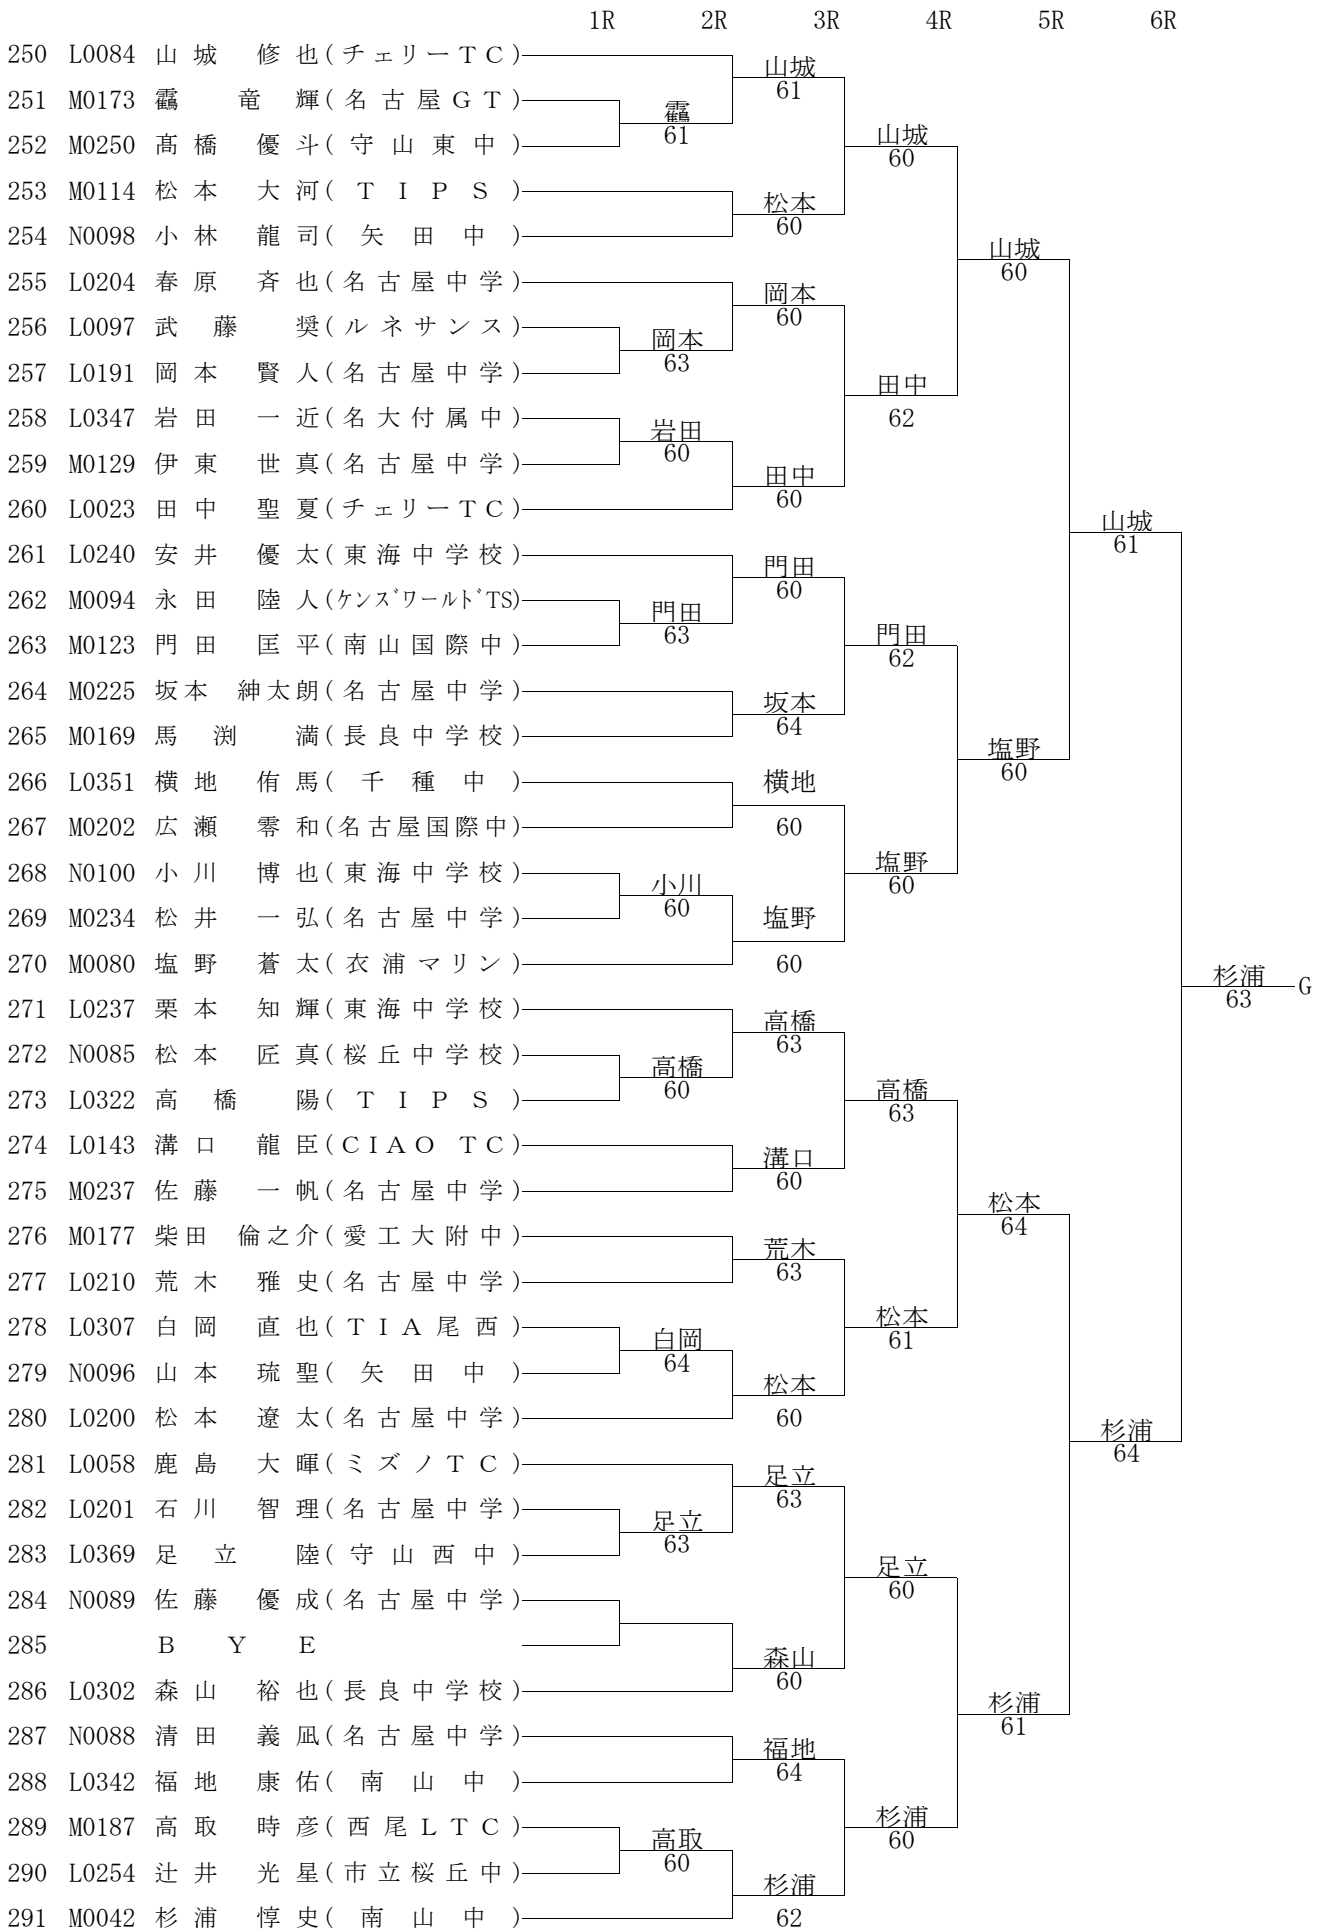 1R 2R 3R 4R 5R 6R
250 L0084 山城 修也(チェリーTC)
山城
251 M0173 靍 竜輝(名古屋GT)
61
靍
61
252 M0250 髙橋 優斗(守山東中)
山城
60
253 M0114 松本 大河(TIPS)
松本
60
254 N0098 小林 龍司(矢田中)
山城
60
255 L0204 春原 斉也(名古屋中学)
岡本
60
256 L0097 武藤 奨(ルネサンス)
岡本
63
257 L0191 岡本 賢人(名古屋中学)
田中
62
258 L0347 岩田 一近(名大付属中)
岩田
60
259 M0129 伊東 世真(名古屋中学)
田中
60
260 L0023 田中 聖夏(チェリーTC)
山城
61
261 L0240 安井 優太(東海中学校)
門田
60
262 M0094 永田 陸人(ケンズワールドTS)
門田
63
263 M0123 門田 匡平(南山国際中)
門田
62
264 M0225 坂本 紳太朗(名古屋中学)
坂本
64
265 M0169 馬渕 満(長良中学校)
塩野
60
266 L0351 横地 侑馬(千種中)
横地
267 M0202 広瀬 零和(名古屋国際中)
60
塩野
60
268 N0100 小川 博也(東海中学校)
小川
60
269 M0234 松井 一弘(名古屋中学)
塩野
270 M0080 塩野 蒼太(衣浦マリン)
60
杉浦
63
G
271 L0237 栗本 知輝(東海中学校)
高橋
63
272 N0085 松本 匠真(桜丘中学校)
高橋
60
273 L0322 高橋 陽(TIPS)
高橋
63
274 L0143 溝口 龍臣(CIAO TC)
溝口
60
275 M0237 佐藤 一帆(名古屋中学)
松本
64
276 M0177 柴田 倫之介(愛工大附中)
荒木
63
277 L0210 荒木 雅史(名古屋中学)
278 L0307 白岡 直也(TIA尾西)
松本
61
白岡
64
279 N0096 山本 琉聖(矢田中)
松本
60
280 L0200 松本 遼太(名古屋中学)
杉浦
64
281 L0058 鹿島 大暉(ミズノTC)
足立
63
282 L0201 石川 智理(名古屋中学)
足立
63
283 L0369 足立 陸(守山西中)
足立
60
284 N0089 佐藤 優成(名古屋中学)
285 BYE
森山
60
286 L0302 森山 裕也(長良中学校)
杉浦
61
287 N0088 清田 義凪(名古屋中学)
福地
64
288 L0342 福地 康佑(南山中)
289 M0187 高取 時彦(西尾LTC)
杉浦
60
高取
60
290 L0254 辻井 光星(市立桜丘中)
杉浦
62
291 M0042 杉浦 惇史(南山中)